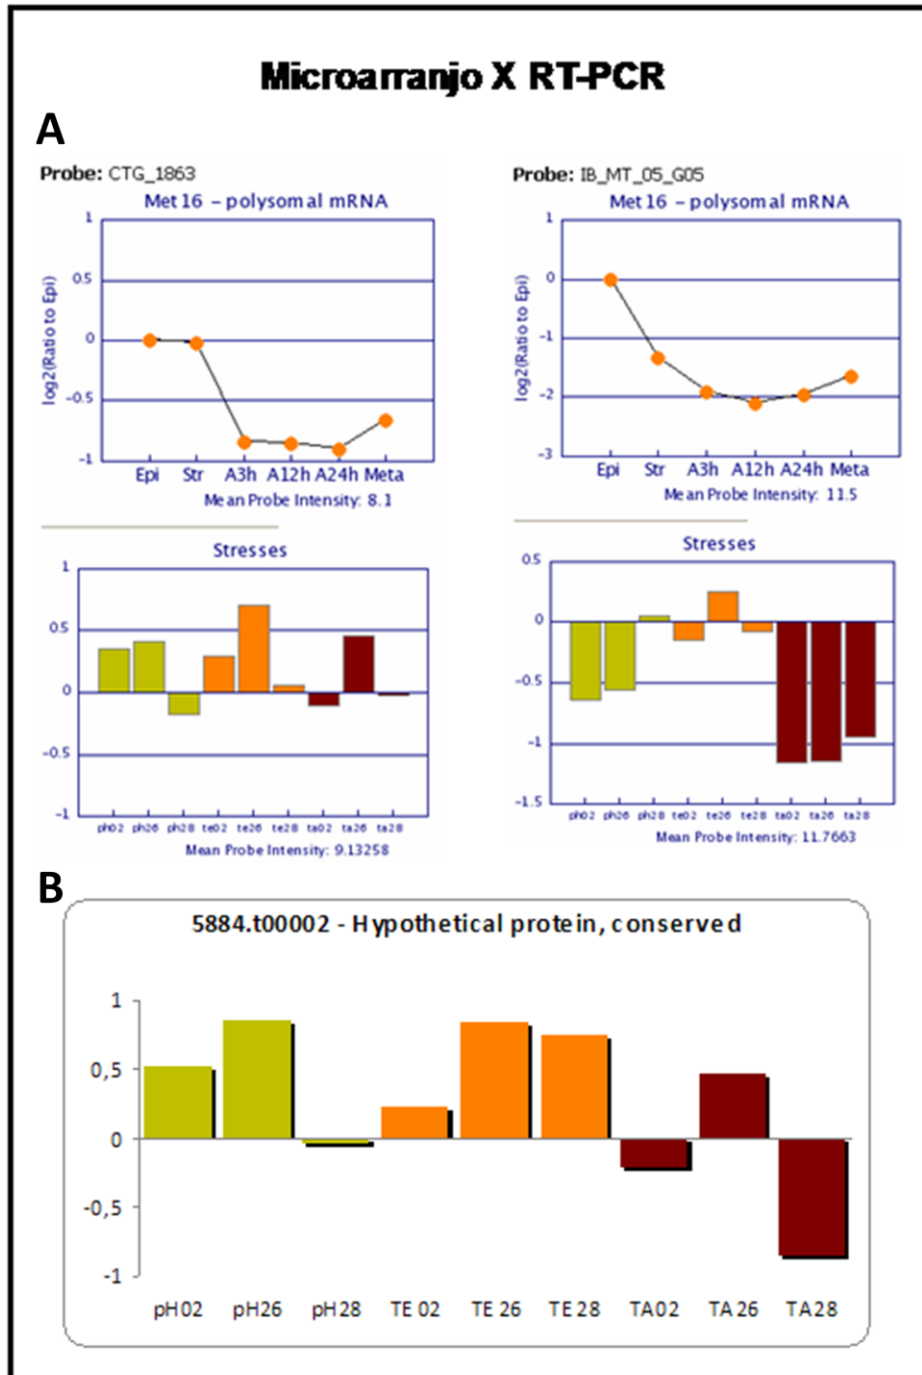 Microarranjo X RT-PCR
A
Probe: CTG_1863
Met16 - polysomal mRNA
log2(Ratio to Epi)
1
0.5
0
-0.5
-1
Epi Str A3h A12h A24h Meta
Mean Probe Intensity: 8.1
Stresses
1
0.5
0
-0.5
-1
ph02 ph26 ph28 te02 te26 te28 ta02 ta26 ta28
Mean Probe Intensity: 9.13258
Probe: IB_MT_05_G05
Met16 - polysomal mRNA
log2(Ratio to Epi)
1
0
-1
-2
-3
Epi Str A3h A12h A24h Meta
Mean Probe Intensity: 11.5
Stresses
0.5
0
-0.5
-1
-1.5
ph02 ph26 ph28 te02 te26 te28 ta02 ta26 ta28
Mean Probe Intensity: 11.7663
B
5884.t00002 - Hypothetical protein, conserved
1
0,5
0
-0,5
-1
pH02 pH26 pH28 TE 02 TE 26 TE 28 TA02 TA26 TA28